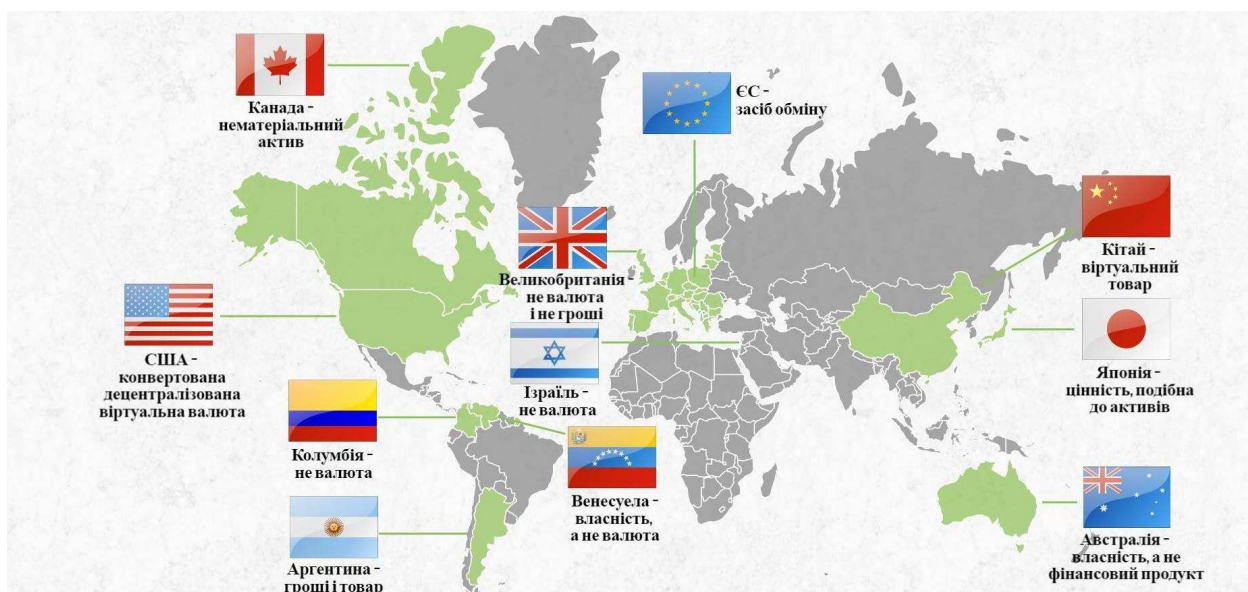 Канада –
нематеріальний
актив
ЄС –
засіб обміну
Великобританія –
не валюта
і не гроші
Кітай –
віртуальний
товар
США –
конвертована
децентралізована
віртуальна валюта
Ізраїль –
не валюта
Японія –
цінність, подібна
до активів
Колумбія –
не валюта
Венесуела –
власність,
а не валюта
Аргентина –
гроші і товар
Австралія –
власність, а не
фінансовий продукт